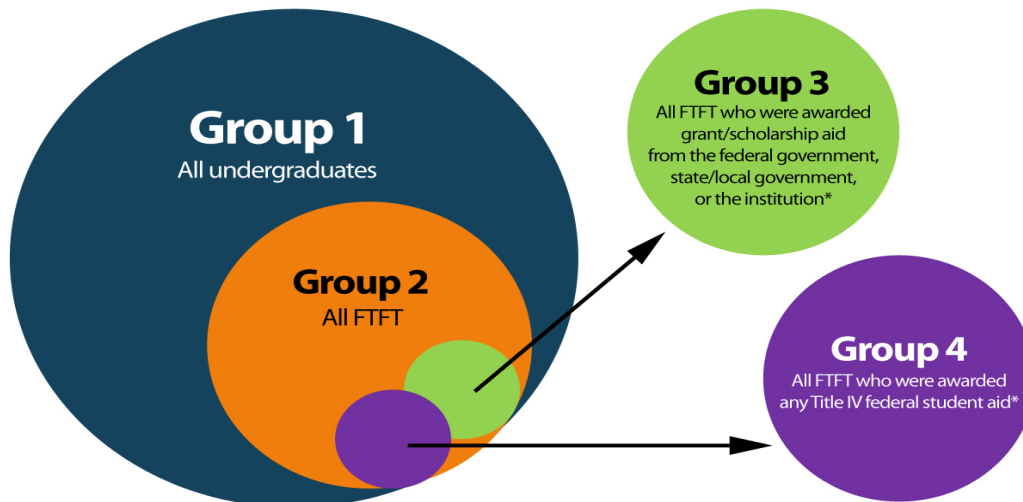 Group 1
All undergraduates
Group 2
All FTFT
Group 3
All FTFT who were awarded
grant/scholarship aid
from the federal government,
state/local government,
or the institution*
Group 4
All FTFT who were awarded
any Title IV federal student aid*